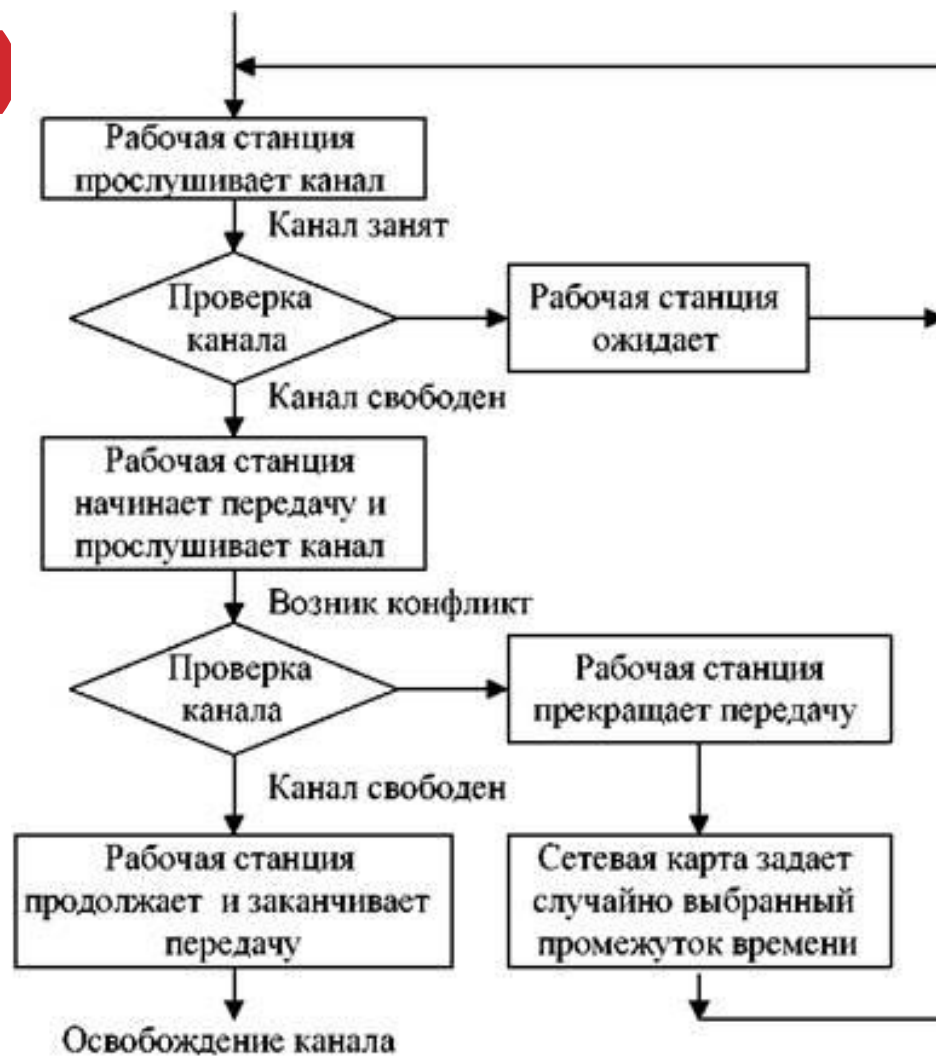 Рабочая станция
прослушивает канал
Канал занят
Проверка
канала
Рабочая станция
ожидает
Канал свободен
Рабочая станция
начинает передачу и
прослушивает канал
Возник конфликт
Проверка
канала
Рабочая станция
прекращает передачу
Канал свободен
Рабочая станция
продолжает и заканчивает
передачу
Сетевая карта задает
случайно выбранный
промежуток времени
Освобождение канала